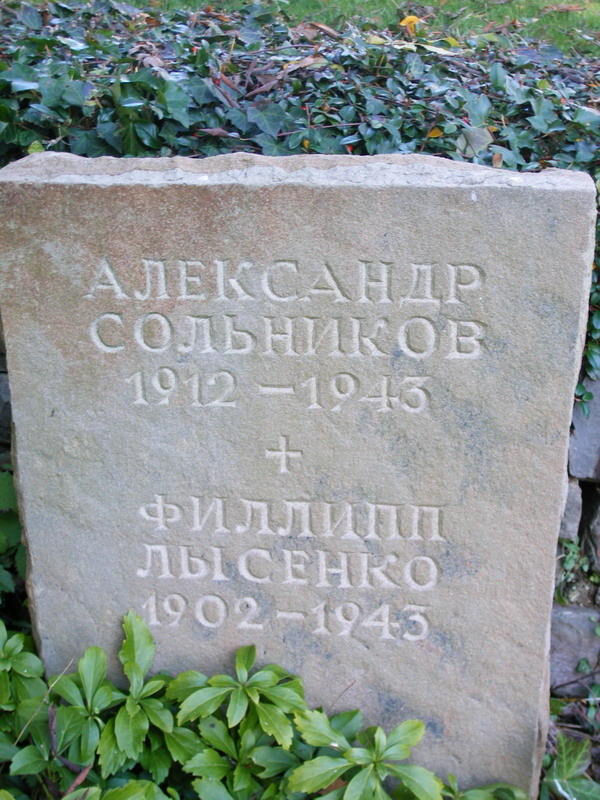 АЛЕКСАНДР
СОЛЬНИКОВ
1912 – 1943
+
ФИЛЛИПП
ЛЫСЕНКО
1902 – 1943